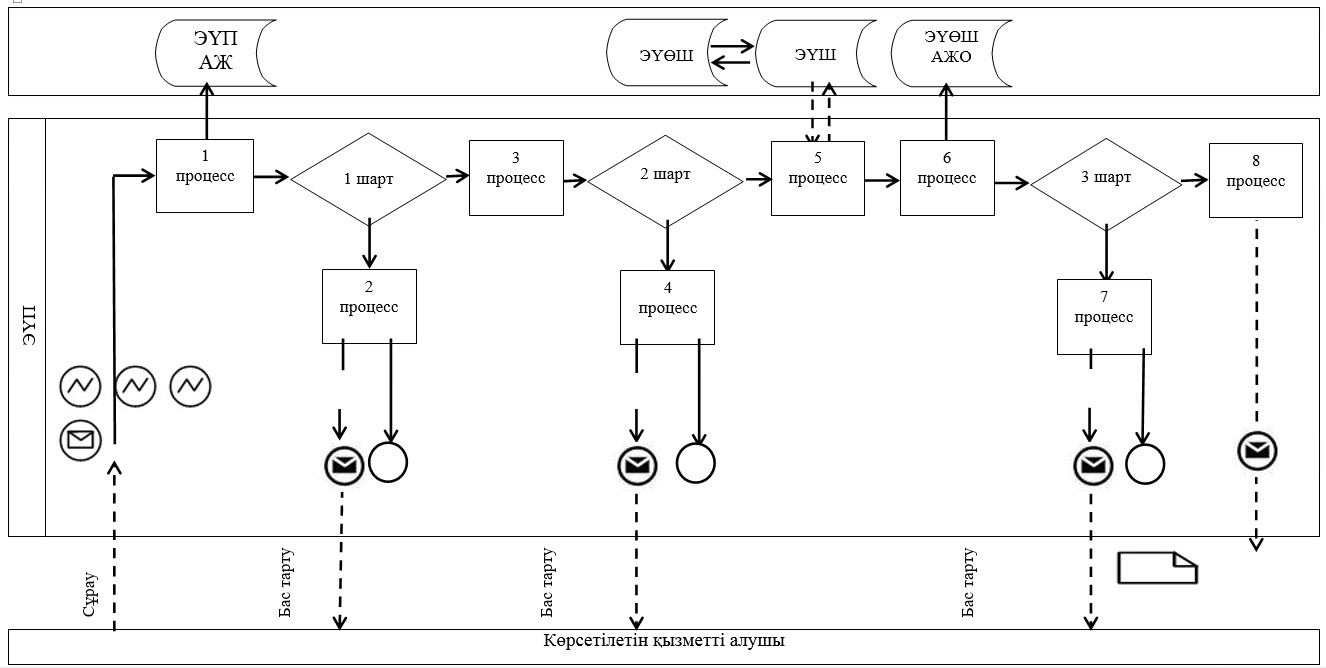 ЭҮП
АЖ
ЭҮӨШ
ЭҮШ
ЭҮӨШ
АЖО
1
процесс
1 шарт
3
процесс
2 шарт
5
процесс
6
процесс
3 шарт
8
процесс
2
процесс
4
процесс
7
процесс
ЭҮП
Сұрау
Бас тарту
Бас тарту
Бас тарту
Көрсетілетін қызметті алушы